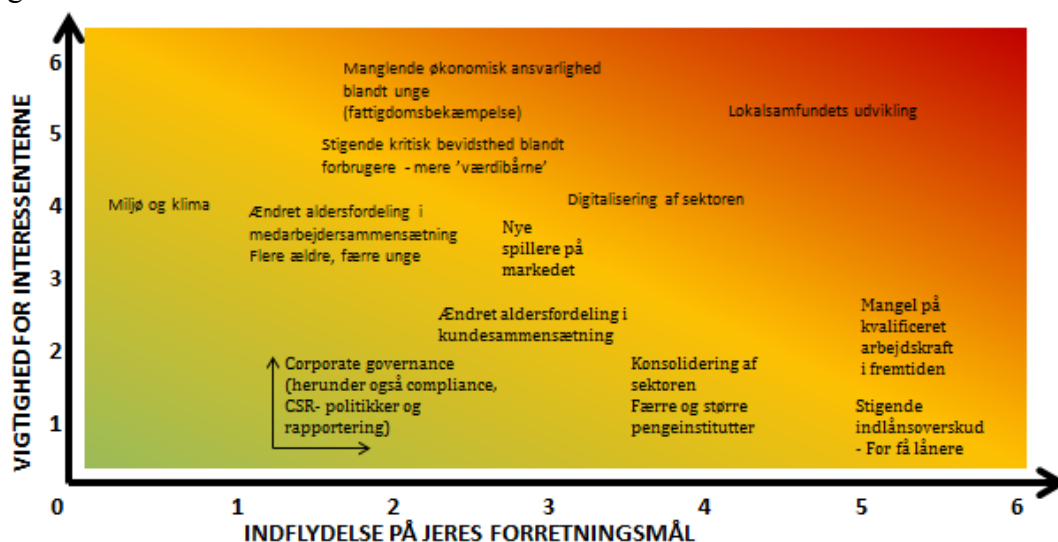 6
5
4
3
2
1
0
VIGTIGHED FOR INTERESSENTERNE
Manglende økonomisk ansvarlighed
blandt unge
(fattigdomsbekæmpelse)
Lokalsamfundets udvikling
Stigende kritisk bevidsthed blandt
forbrugere - mere 'værdibårne'
Miljø og klima
Digitalisering af sektoren
Ændret aldersfordeling i
medarbejdersammensætning
Flere ældre, færre unge
Nye
spillere på
markedet
Ændret aldersfordeling i
kundesammensætning
Mangel på
kvalificeret
arbejdskraft
i fremtiden
Corporate governance
(herunder også compliance,
CSR- politikker og
rapportering)
Konsolidering af
sektoren
Færre og større
pengeinstitutter
Stigende
indlånsoverskud
- For få lånere
1
2
3
4
5
6
INDFLYDELSE PÅ JERES FORRETNINGSMÅL